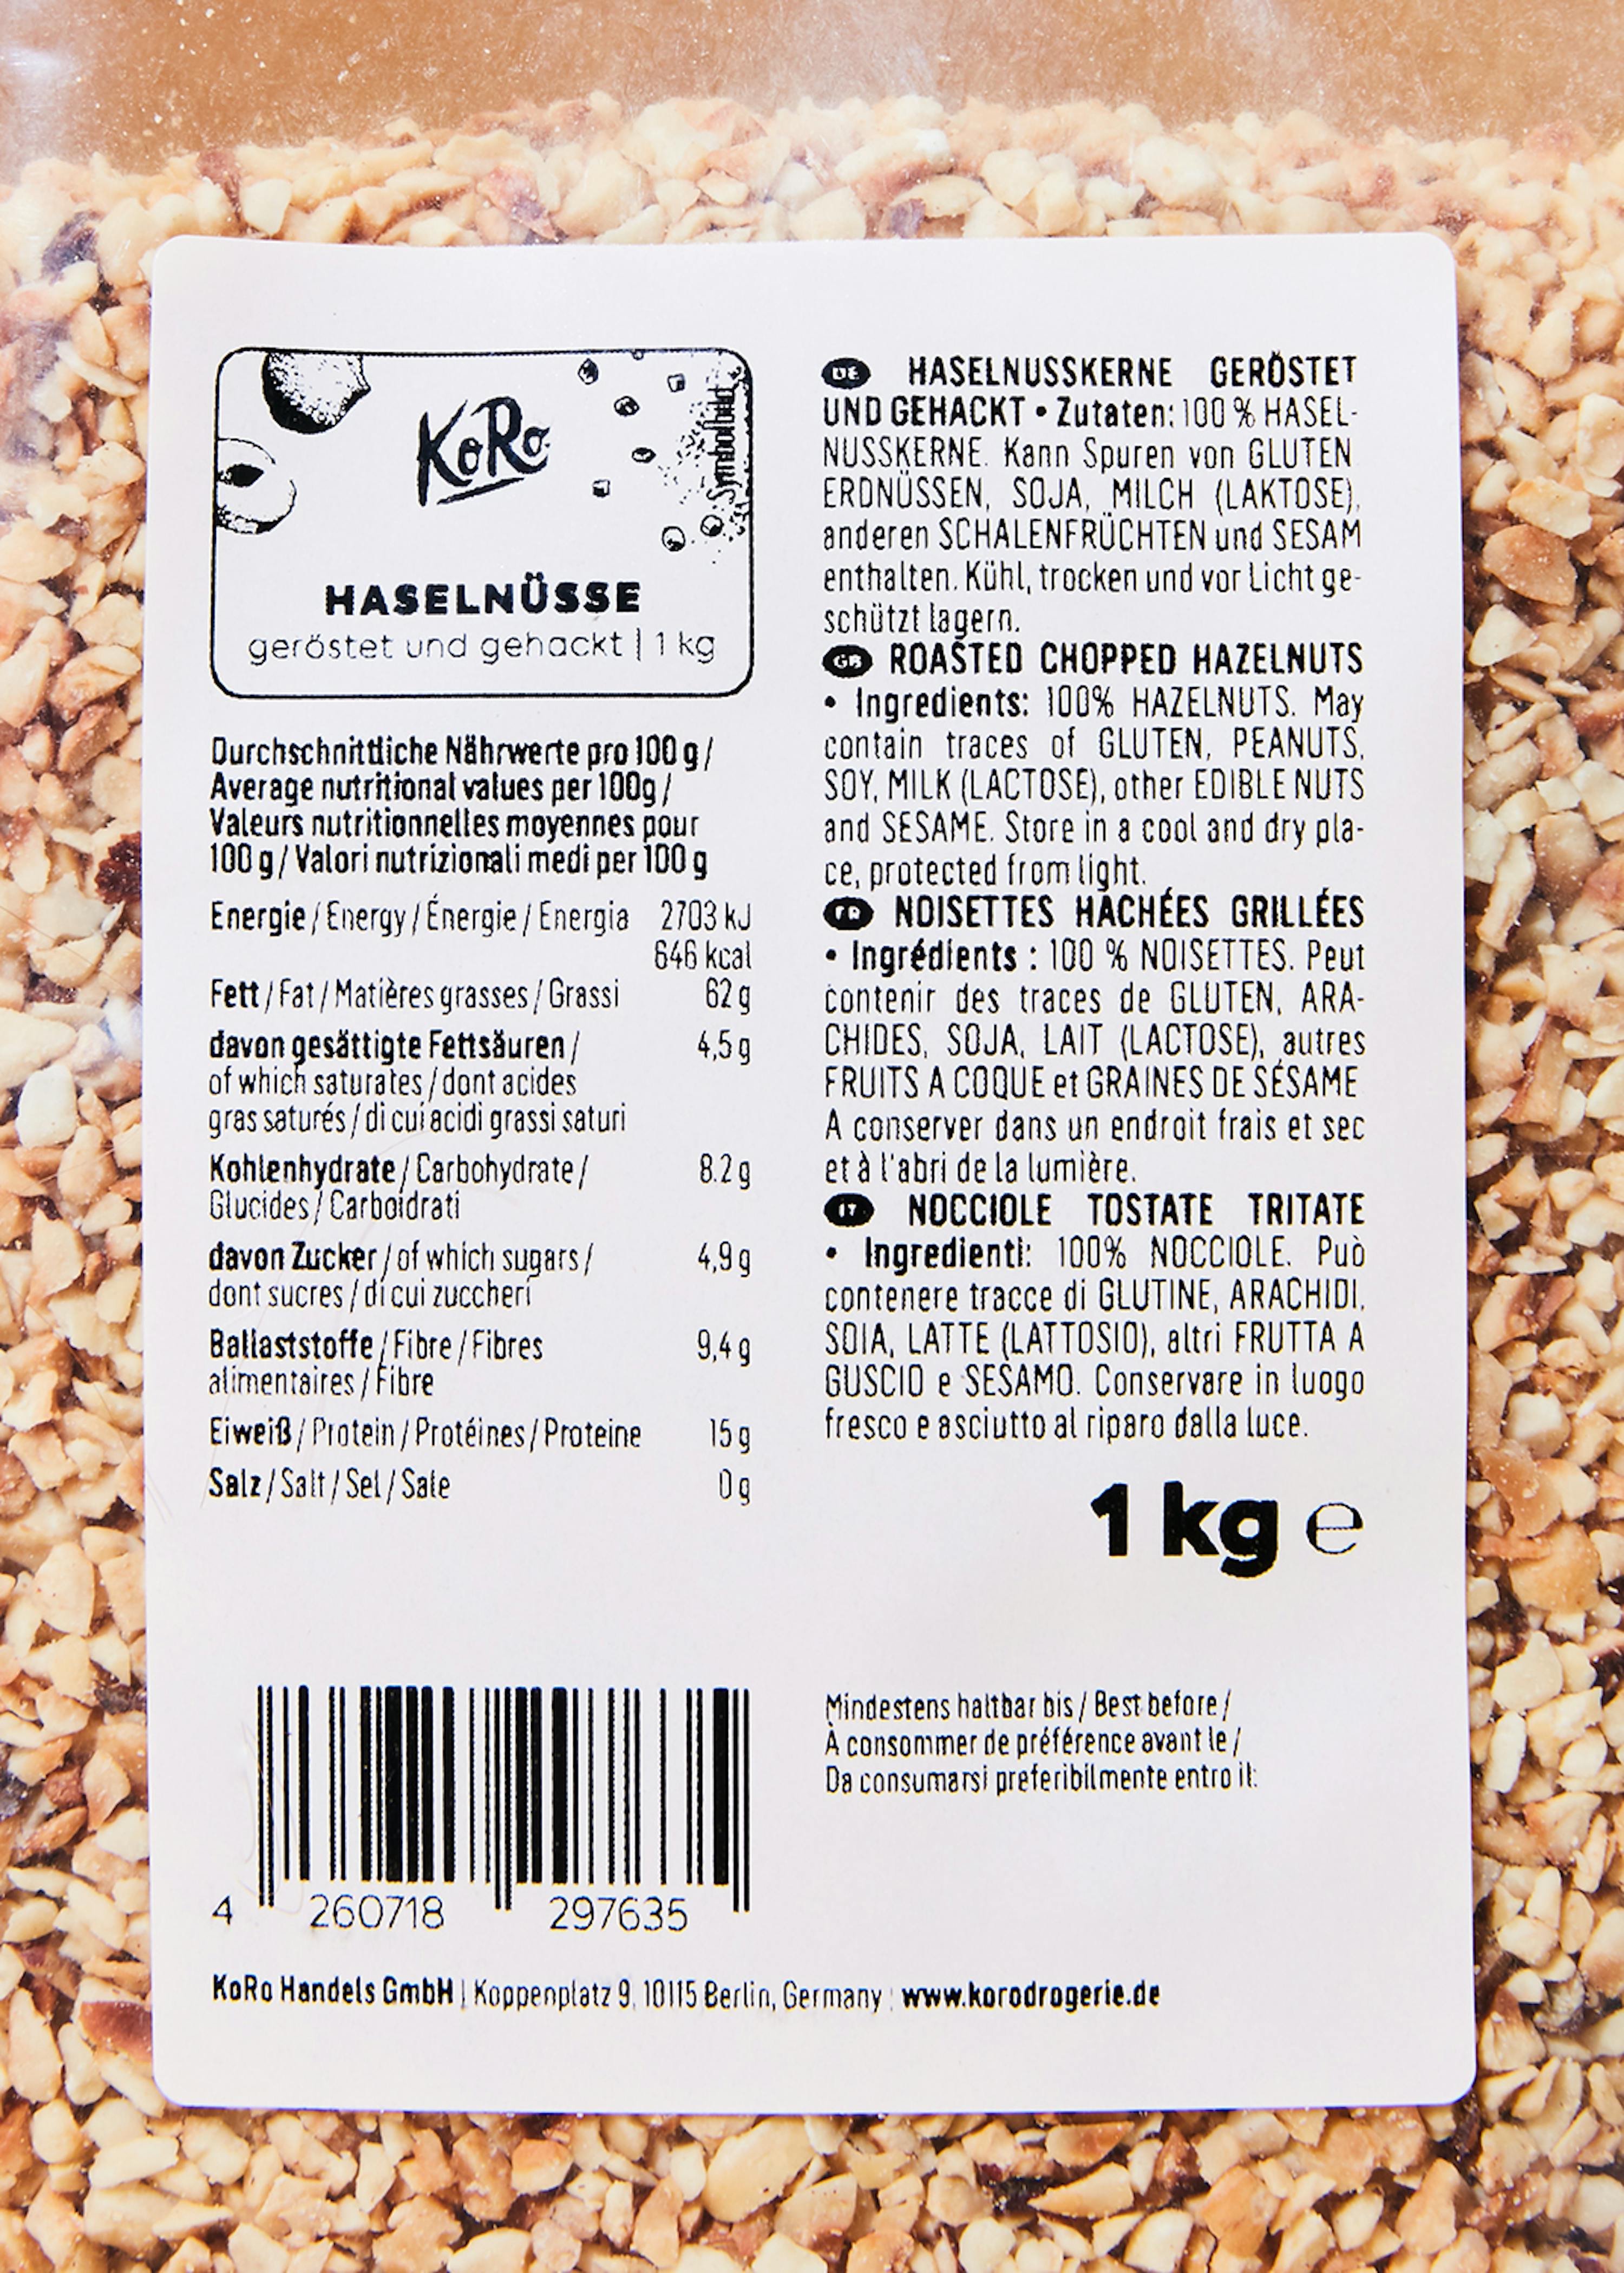 KoRo
Symbolbild
HASELNÜSSE
geröstet und gehackt | 1 kg
Durchschnittliche Nährwerte pro 100 g /
Average nutritional values per 100g /
Valeurs nutritionnelles moyennes pour
100 g / Valori nutrizionali medi per 100 g
Energie / Energy / Énergie / Energia 2703 kJ
646 kcal
Fett / Fat / Matières grasses / Grassi 62 g
davon gesättigte Fettsäuren / 4,5 g
of which saturates / dont acides
gras saturés / di cui acidi grassi saturi
Kohlenhydrate / Carbohydrate / 8.2 g
Glucides / Carboidrati
davon Zucker / of which sugars / 4,9 g
dont sucres / di cui zuccheri
Ballaststoffe / Fibre / Fibres 9,4 g
alimentaires / Fibre
Eiweiß / Protein / Protéines / Proteine 15 g
Salz / Salt / Sel / Sale 0 g
DE HASELNUSSKERNE GERÖSTET
UND GEHACKT • Zutaten: 100 % HASEL-
NUSSKERNE. Kann Spuren von GLUTEN
ERDNÜSSEN, SOJA, MILCH (LAKTOSE),
anderen SCHALENFRÜCHTEN und SESAM
enthalten. Kühl, trocken und vor Licht ge-
schützt lagern.
GB ROASTED CHOPPED HAZELNUTS
• Ingredients: 100% HAZELNUTS. May
contain traces of GLUTEN, PEANUTS,
SOY, MILK (LACTOSE), other EDIBLE NUTS
and SESAME. Store in a cool and dry pla-
ce, protected from light.
FR NOISETTES HACHÉES GRILLÉES
• Ingrédients : 100 % NOISETTES. Peut
contenir des traces de GLUTEN, ARA-
CHIDES, SOJA, LAIT (LACTOSE), autres
FRUITS A COQUE et GRAINES DE SÉSAME
A conserver dans un endroit frais et sec
et à l'abri de la lumière.
IT NOCCIOLE TOSTATE TRITATE
• Ingredienti: 100% NOCCIOLE. Può
contenere tracce di GLUTINE, ARACHIDI,
SOIA, LATTE (LATTOSIO), altri FRUTTA A
GUSCIO e SESAMO. Conservare in luogo
fresco e asciutto al riparo dalla luce.
1 kg e
Mindestens haltbar bis / Best before /
À consommer de préférence avant le /
Da consumarsi preferibilmente entro il:
4 260718 297635
KoRo Handels GmbH | Koppenplatz 9, 10115 Berlin, Germany | www.korodrogerie.de